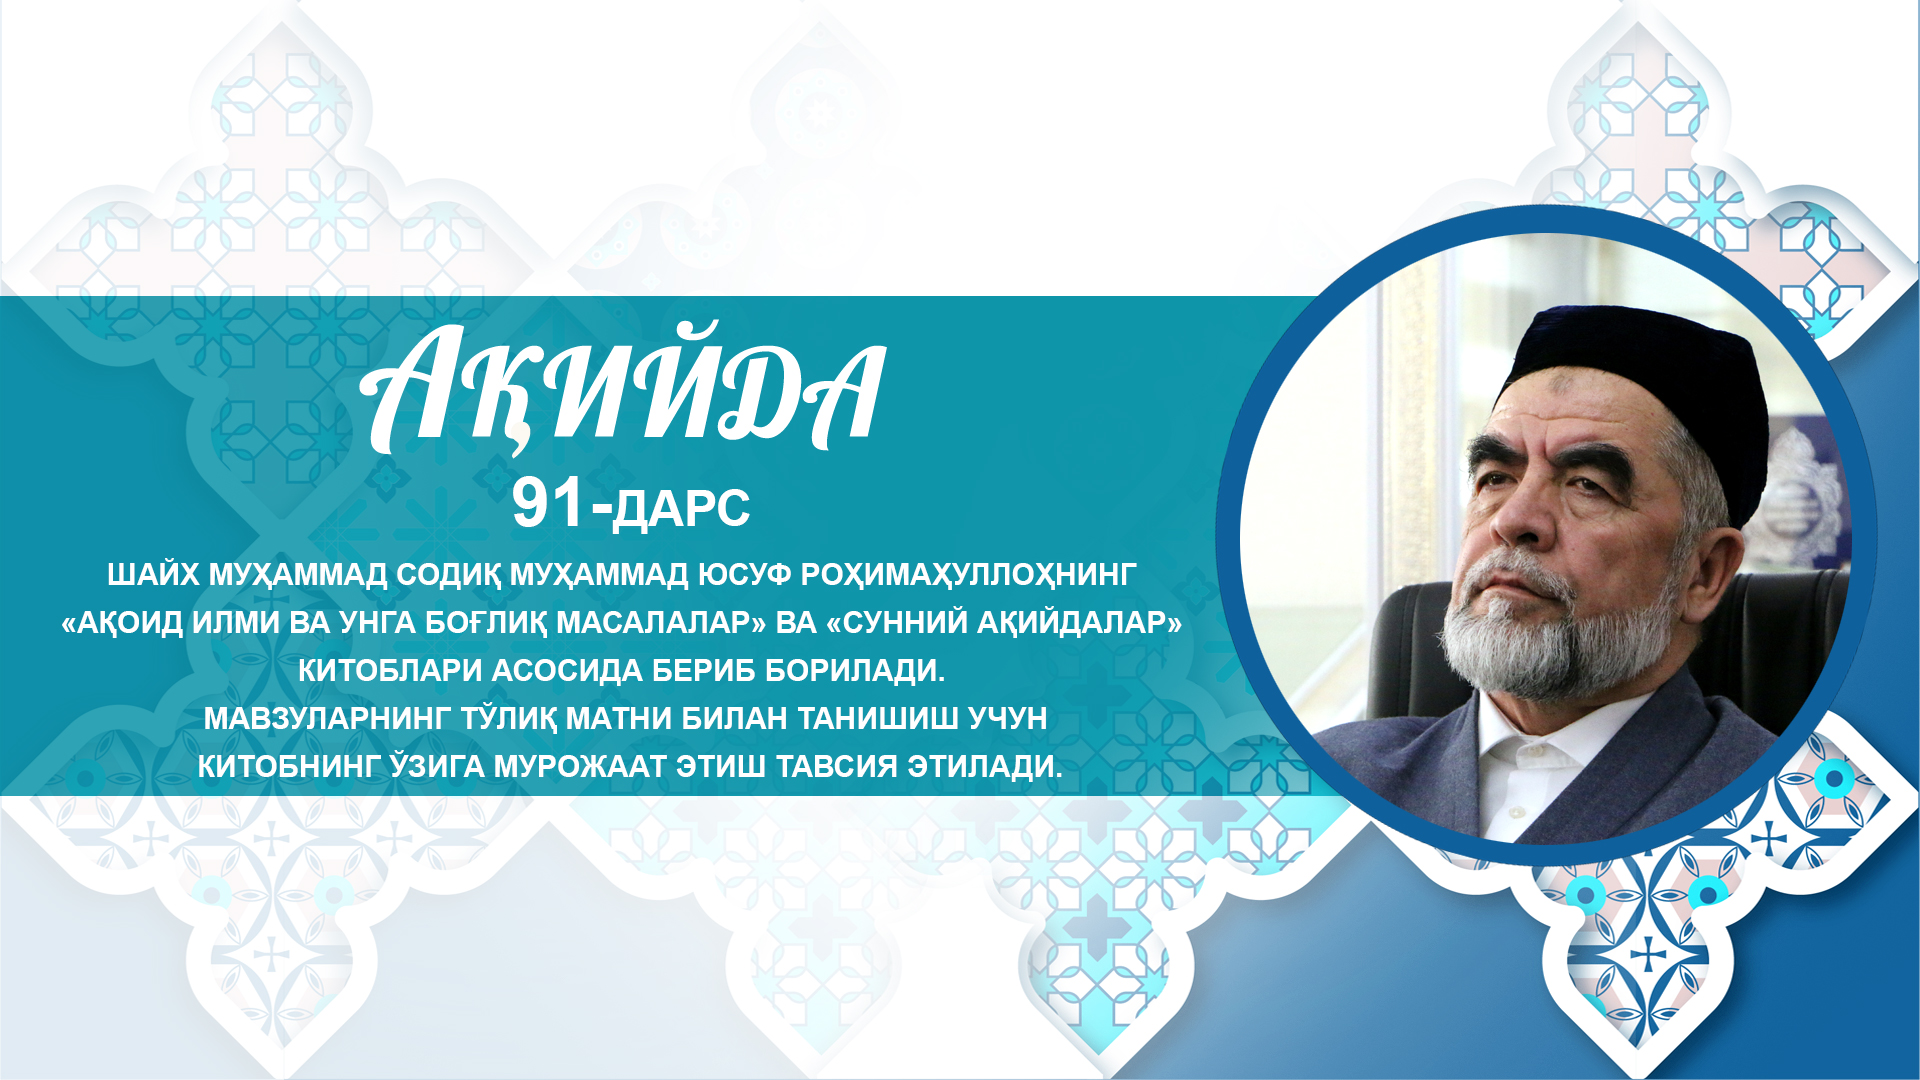 Ақийда
91-ДАРС
ШАЙХ МУҲАММАД СОДИҚ МУҲАММАД ЮСУФ РОҲИМАҲУЛЛОҲНИНГ
«АҚОИД ИЛМИ ВА УНГА БОҒЛИҚ МАСАЛАЛАР» ВА «СУННИЙ АҚИЙДАЛАР»
КИТОБЛАРИ АСОСИДА БЕРИБ БОРИЛАДИ.
МАВЗУЛАРНИНГ ТЎЛИҚ МАТНИ БИЛАН ТАНИШИШ УЧУН
КИТОБНИНГ ЎЗИГА МУРОЖААТ ЭТИШ ТАВСИЯ ЭТИЛАДИ.